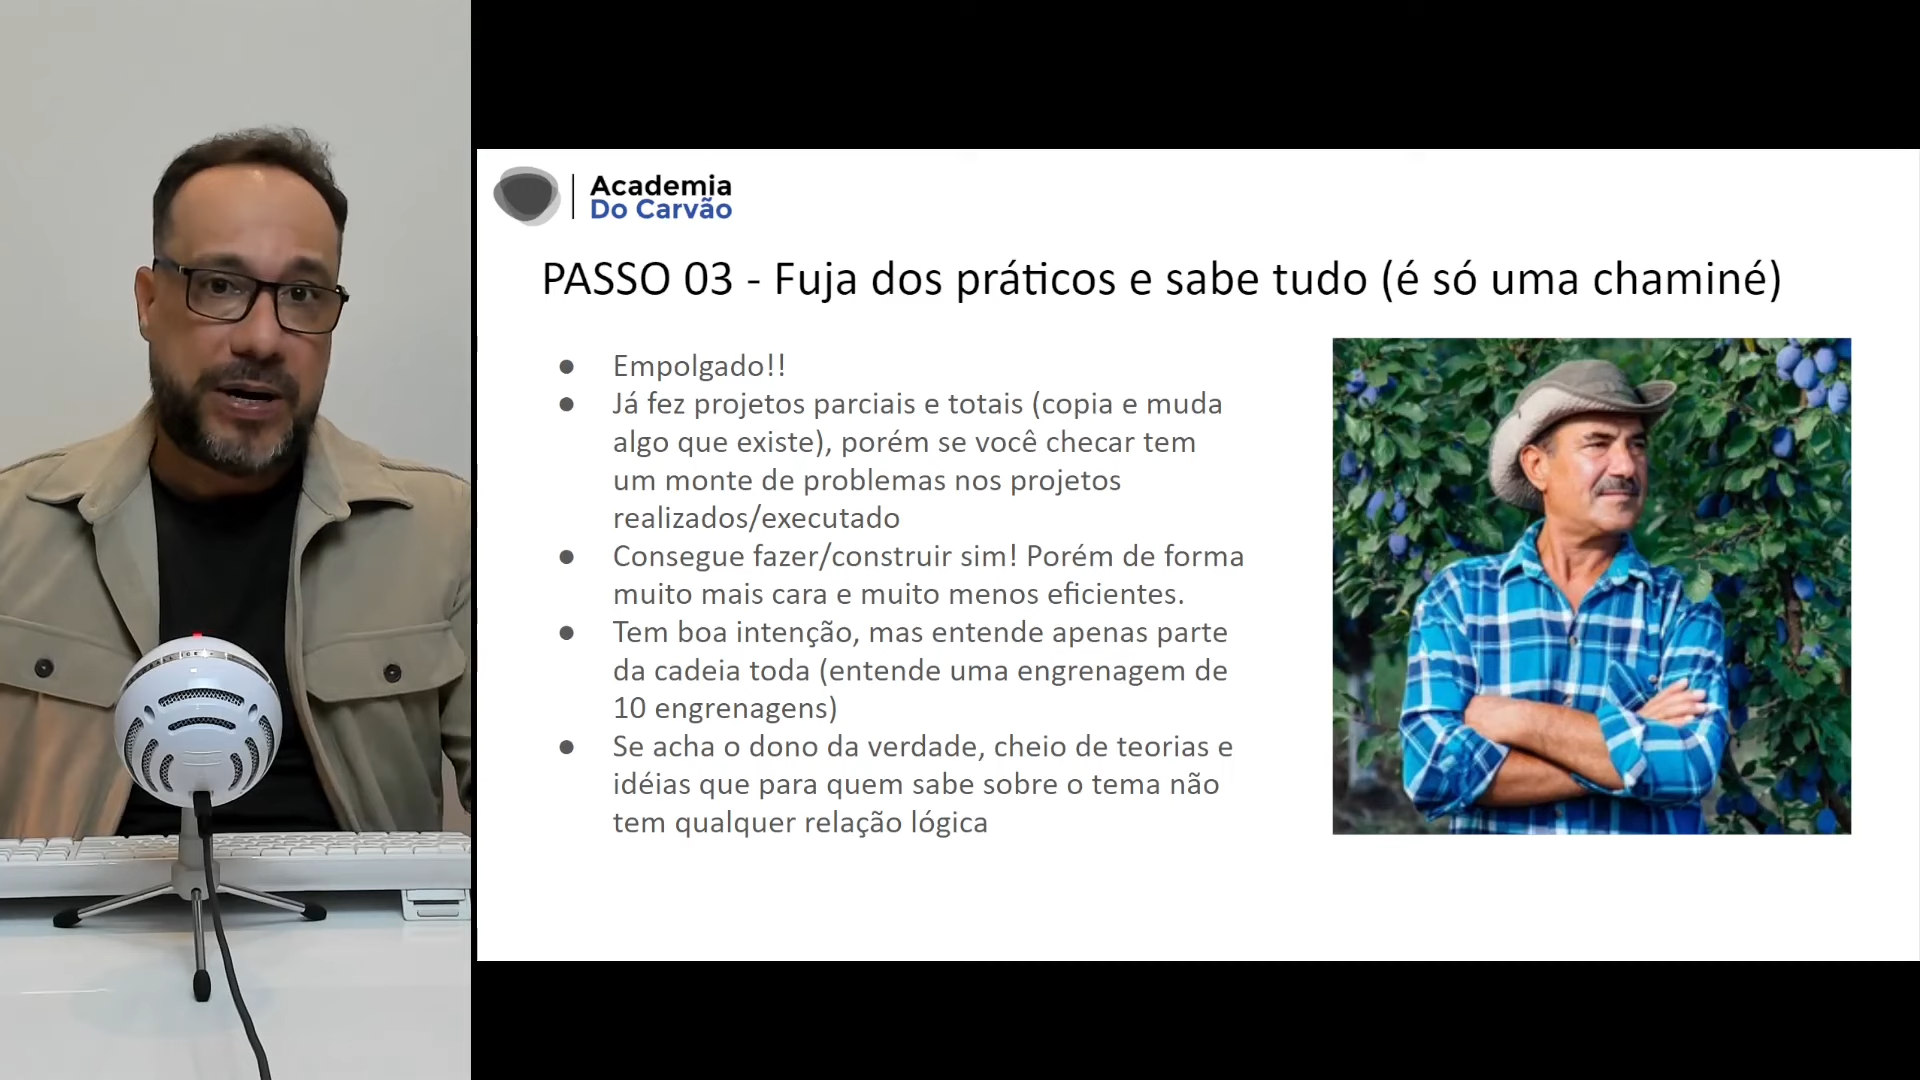 Academia
Do Carvão
PASSO 03 - Fuja dos práticos e sabe tudo (é só uma chaminé)
● Empolgado!!
● Já fez projetos parciais e totais (copia e muda
algo que existe), porém se você checar tem
um monte de problemas nos projetos
realizados/executado
● Consegue fazer/construir sim! Porém de forma
muito mais cara e muito menos eficientes.
● Tem boa intenção, mas entende apenas parte
da cadeia toda (entende uma engrenagem de
10 engrenagens)
● Se acha o dono da verdade, cheio de teorias e
idéias que para quem sabe sobre o tema não
tem qualquer relação lógica